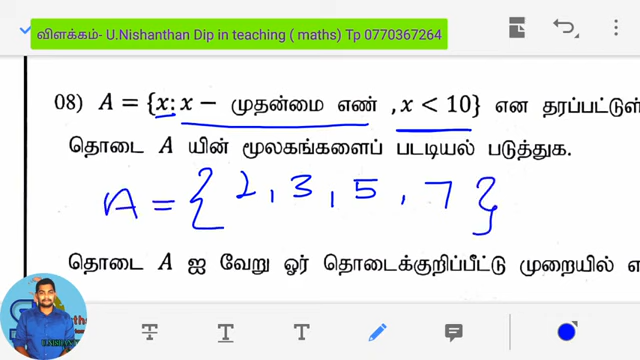 விளக்கம்- U.Nishanthan Dip in teaching ( maths) Tp 0770367264
08) A = {x: x − முதன்மை எண் , x < 10} என தரப்பட்டுள்
தொடை A யின் மூலகங்களைப் படடியல் படுத்துக.
A = { 2, 3, 5, 7 }
தொடை A ஐ வேறு ஓர் தொடைக்குறிப்பீட்டு முறையில் எ